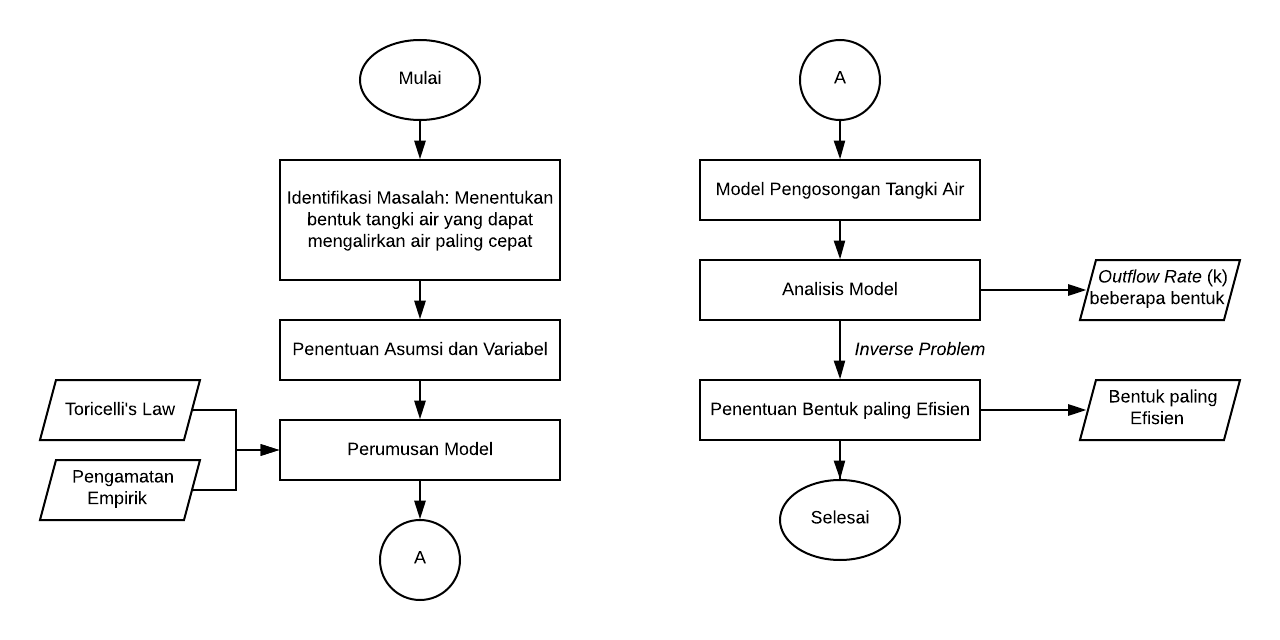 Mulai
Identifikasi Masalah: Menentukan
bentuk tangki air yang dapat
mengalirkan air paling cepat
Penentuan Asumsi dan Variabel
Toricelli's Law
Pengamatan
Empirik
Perumusan Model
A
A
Model Pengosongan Tangki Air
Analisis Model
Outflow Rate (k)
beberapa bentuk
Inverse Problem
Penentuan Bentuk paling Efisien
Bentuk paling
Efisien
Selesai